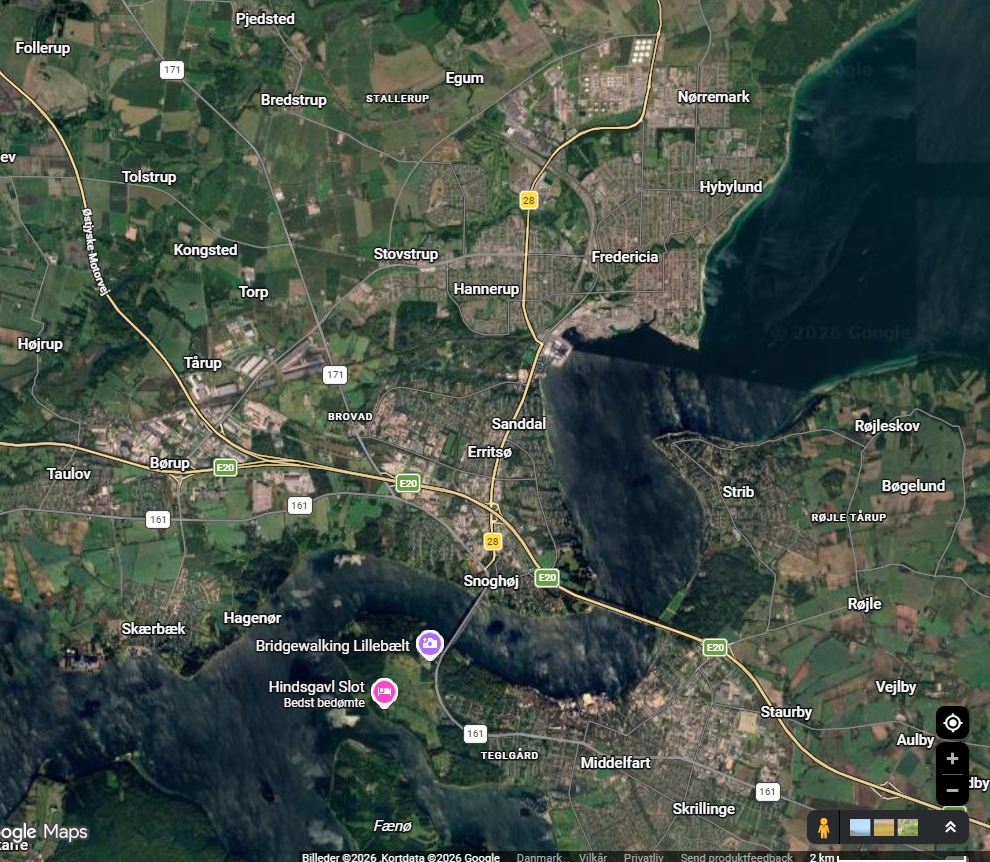 Pjedsted
Follerup
171
Egum
Bredstrup
STALLERUP
Nørremark
ev
Tolstrup
Hybylund
28
Østjyske Motorvej
Kongsted
Stovstrup
Fredericia
Torp
Hannerup
© 2026 Google
Højrup
Tårup
171
BROVAD
Sanddal
Røjleskov
Erritsø
Børup
E20
Taulov
E20
Strib
Bøgelund
161
161
RØJLE TÅRUP
28
Snoghøj
E20
Røjle
Hagenør
Skærbæk
Bridgewalking Lillebælt
E20
Hindsgavl Slot
Bedst bedømte
Vejlby
Staurby
161
Aulby
TEGLGÅRD
Middelfart
dby
161
Skrillinge
Fænø
ogle Maps
Billeder ©2026 ,Kortdata ©2026 Google Danmark Vilkår Privatliv Send produktfeedback 2 km